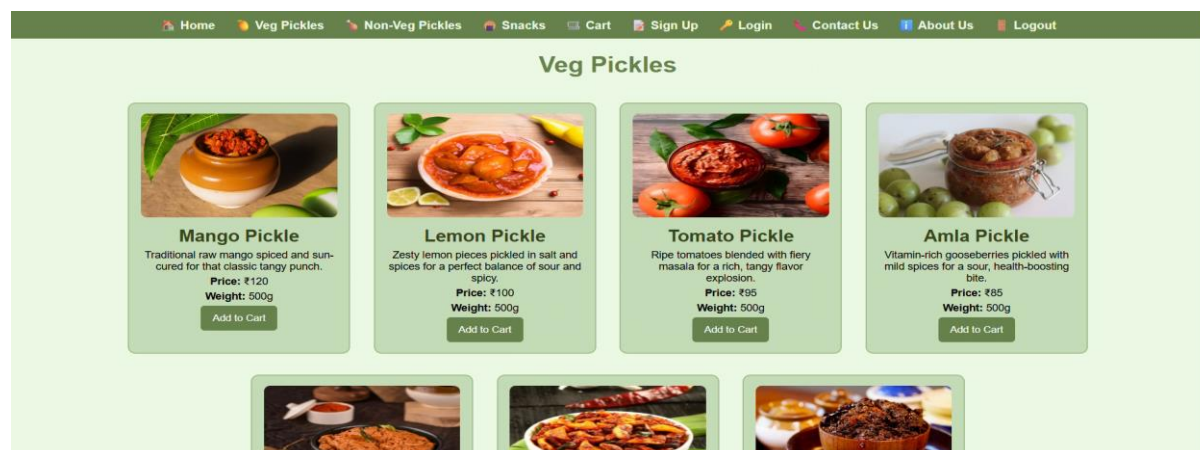 Home Veg Pickles Non-Veg Pickles Snacks Cart Sign Up Login Contact Us About Us Logout
Veg Pickles
Mango Pickle
Traditional raw mango spiced and sun-
cured for that classic tangy punch.
Price: ₹120
Weight: 500g
Add to Cart
Lemon Pickle
Zesty lemon pieces pickled in salt and
spices for a perfect balance of sour and
spicy.
Price: ₹100
Weight: 500g
Add to Cart
Tomato Pickle
Ripe tomatoes blended with fiery
masala for a rich, tangy flavor
explosion.
Price: ₹95
Weight: 500g
Add to Cart
Amla Pickle
Vitamin-rich gooseberries pickled with
mild spices for a sour, health-boosting
bite.
Price: ₹85
Weight: 500g
Add to Cart